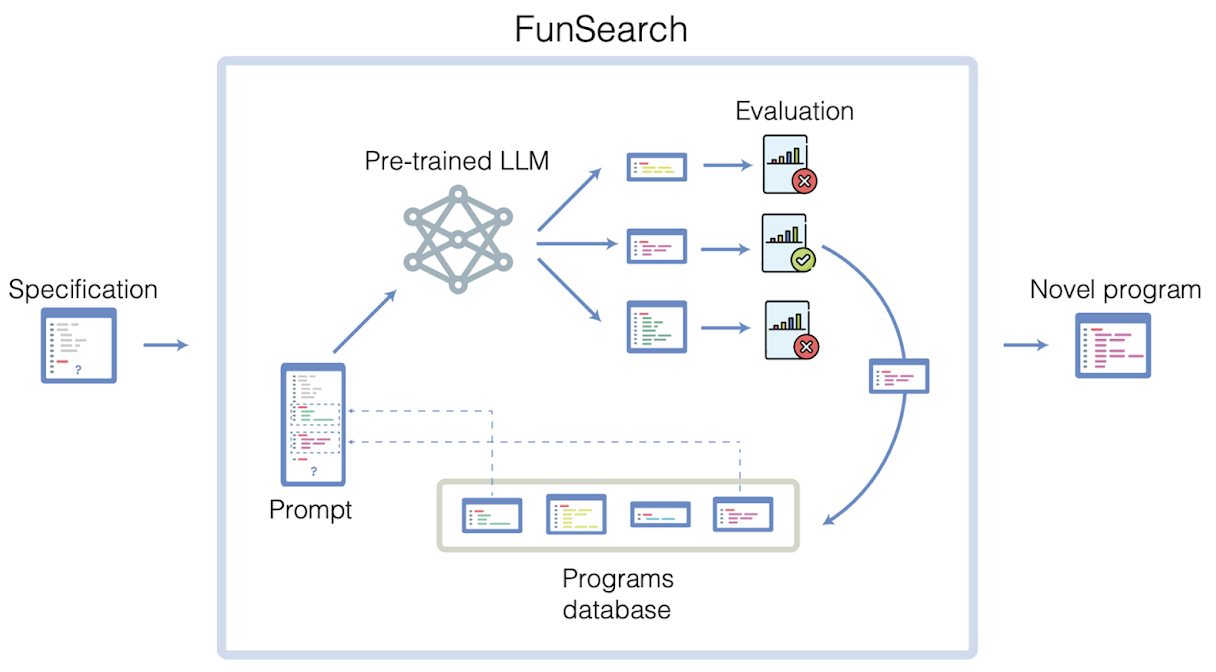 FunSearch
Evaluation
Pre-trained LLM
Specification
?
Novel program
?
Prompt
Programs
database